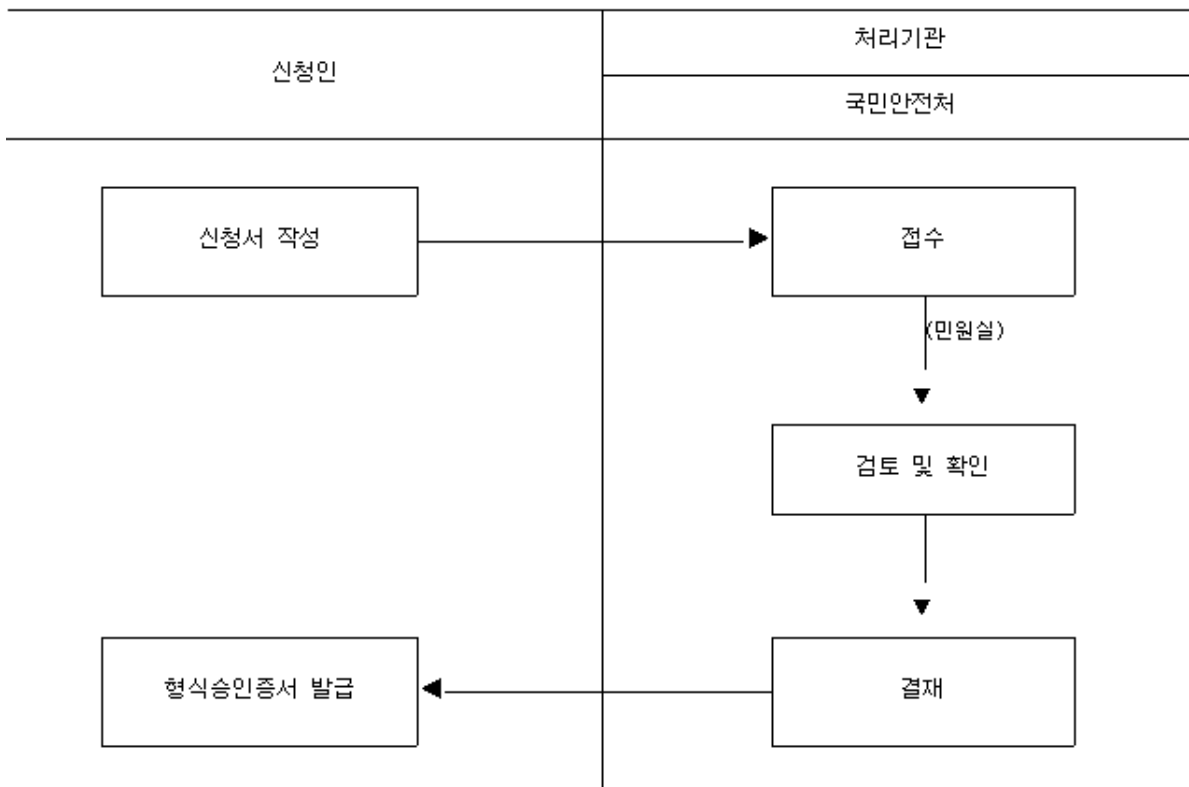 신청인
처리기관
국민안전처
신청서 작성
접수
(민원실)
검토 및 확인
형식승인증서 발급
결재